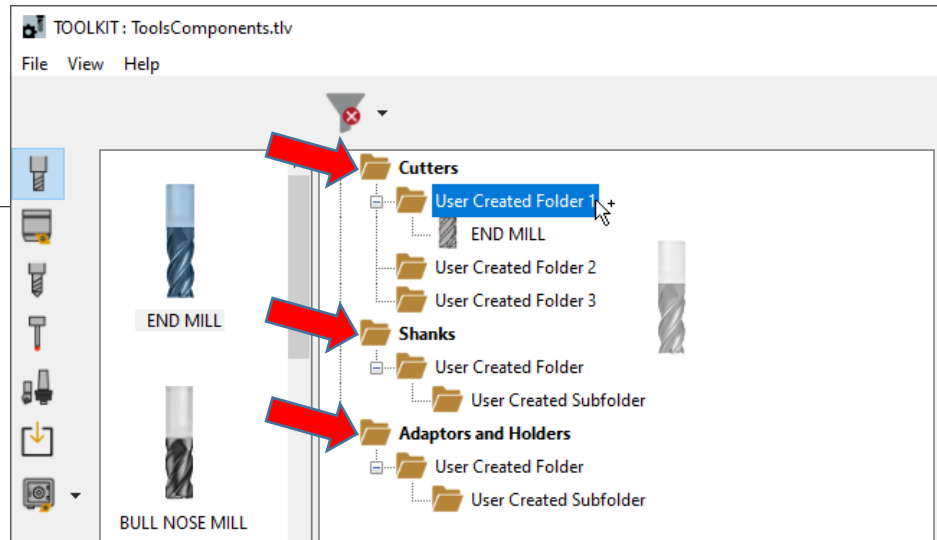 TOOLKIT : ToolsComponents.tlv
File View Help
Cutters
User Created Folder 1
END MILL
User Created Folder 2
User Created Folder 3
Shanks
User Created Folder
User Created Subfolder
Adaptors and Holders
User Created Folder
User Created Subfolder
END MILL
BULL NOSE MILL